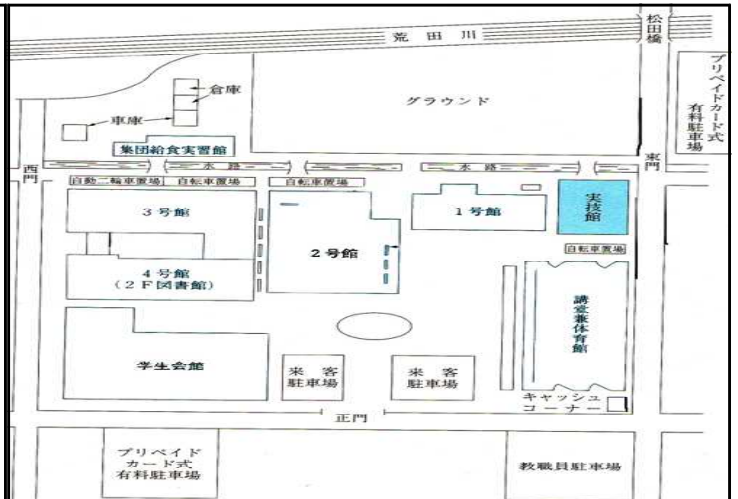 荒田川
松田橋
プリペイドカード式
有料駐車場
倉庫
グラウンド
車庫
集団給食実習館
西門
水路
水路
東門
自動二輪車置場
自転車置場
自転車置場
実技館
3号館
1号館
2号館
自転車置場
4号館
(2F図書館)
講堂兼体育館
学生会館
来客
駐車場
来客
駐車場
キャッシュ
コーナー
正門
プリペイド
カード式
有料駐車場
教職員駐車場